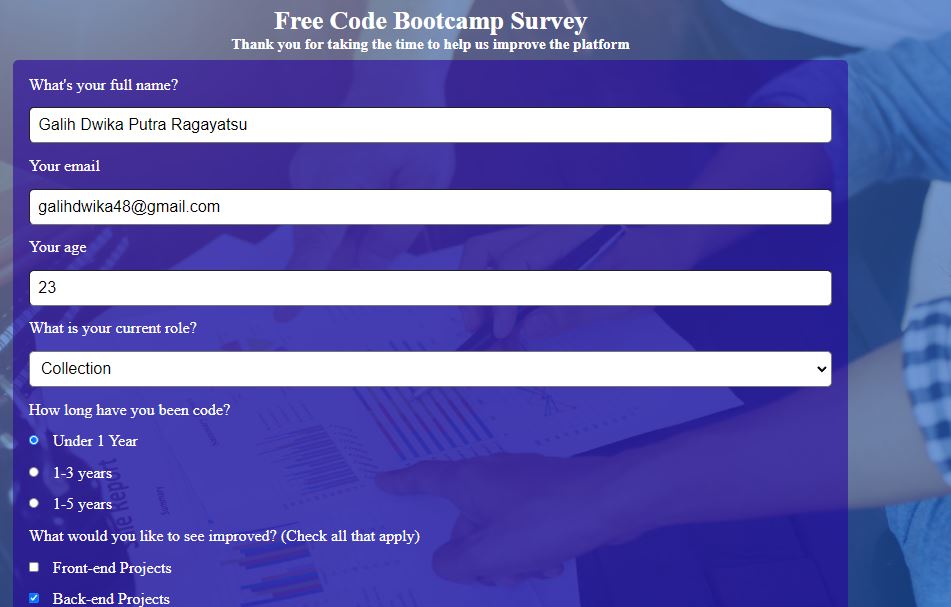 Free Code Bootcamp Survey
Thank you for taking the time to help us improve the platform
What's your full name?
Galih Dwika Putra Ragayatsu
Your email
galihdwika48@gmail.com
Your age
23
What is your current role?
Collection
How long have you been code?
Under 1 Year
1-3 years
1-5 years
What would you like to see improved? (Check all that apply)
Front-end Projects
Back-end Projects